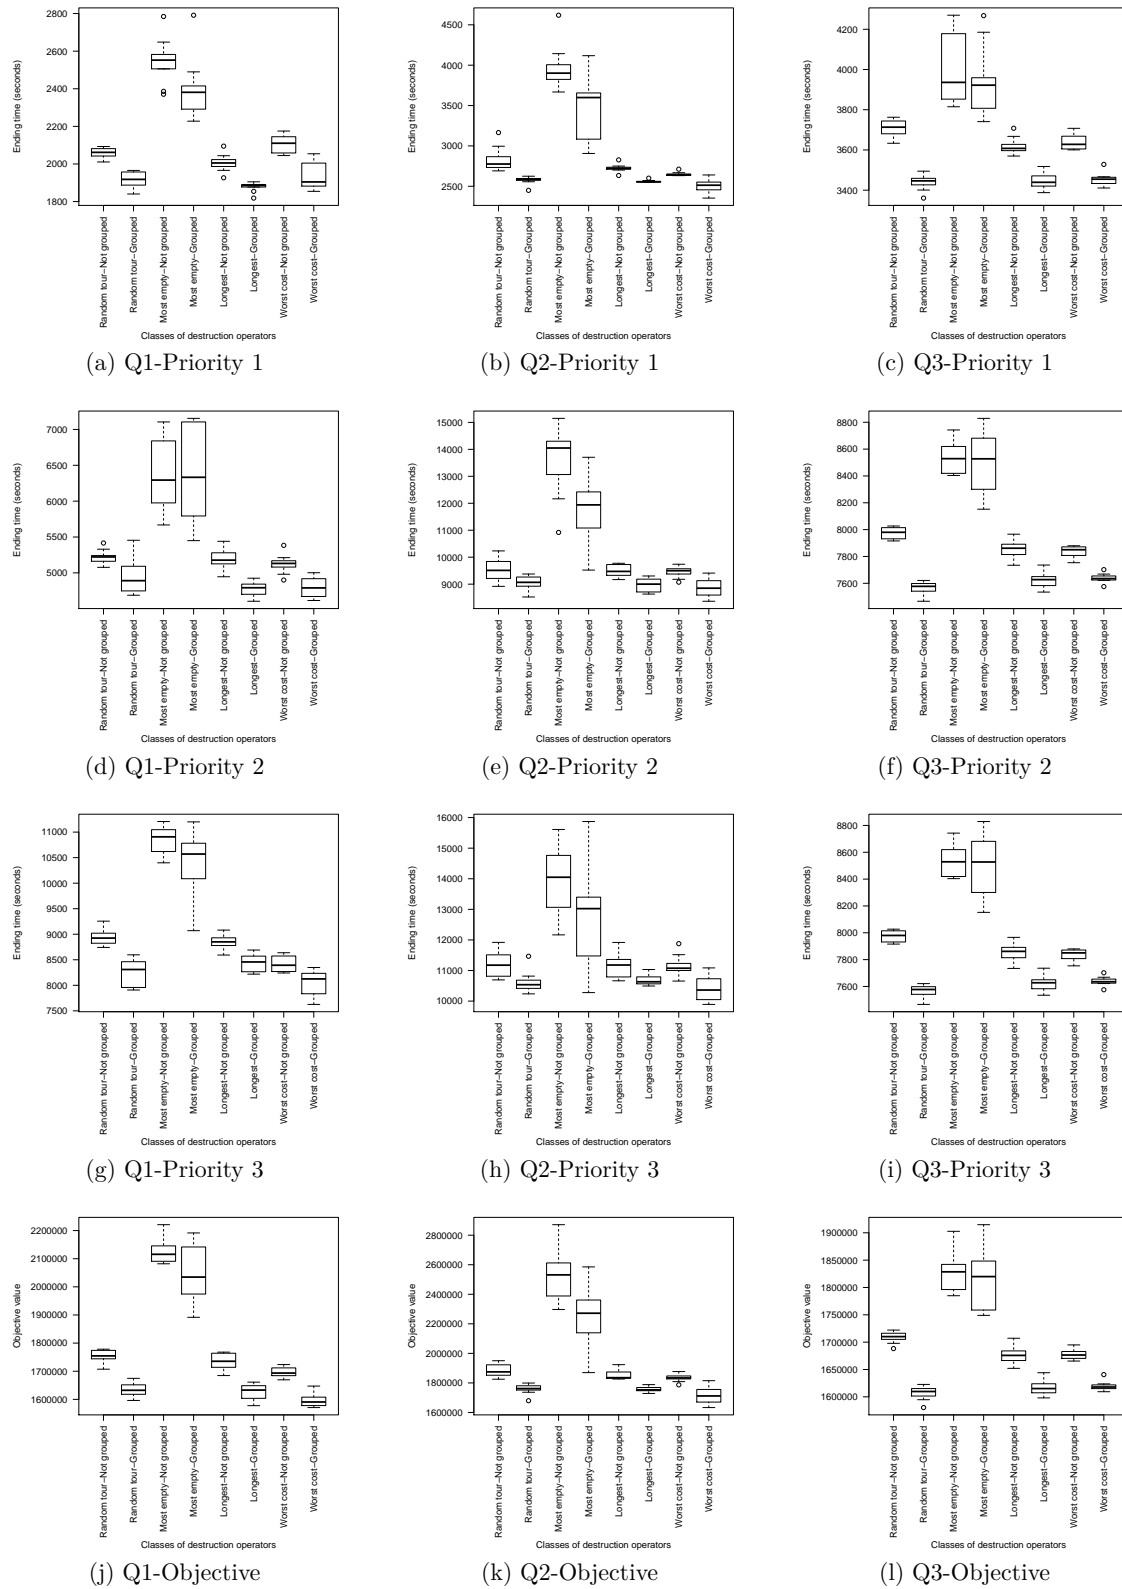 Ending time (seconds)
2800
2600
2400
2200
2000
1800
Random tour−Not grouped
Random tour−Grouped
Most empty−Not grouped
Most empty−Grouped
Longest−Not grouped
Longest−Grouped
Worst cost−Not grouped
Worst cost−Grouped
Classes of destruction operators
(a) Q1-Priority 1
Ending time (seconds)
4500
4000
3500
3000
2500
Random tour−Not grouped
Random tour−Grouped
Most empty−Not grouped
Most empty−Grouped
Longest−Not grouped
Longest−Grouped
Worst cost−Not grouped
Worst cost−Grouped
Classes of destruction operators
(b) Q2-Priority 1
Ending time (seconds)
4200
4000
3800
3600
3400
Random tour−Not grouped
Random tour−Grouped
Most empty−Not grouped
Most empty−Grouped
Longest−Not grouped
Longest−Grouped
Worst cost−Not grouped
Worst cost−Grouped
Classes of destruction operators
(c) Q3-Priority 1
Ending time (seconds)
7000
6500
6000
5500
5000
Random tour−Not grouped
Random tour−Grouped
Most empty−Not grouped
Most empty−Grouped
Longest−Not grouped
Longest−Grouped
Worst cost−Not grouped
Worst cost−Grouped
Classes of destruction operators
(d) Q1-Priority 2
Ending time (seconds)
15000
14000
13000
12000
11000
10000
9000
Random tour−Not grouped
Random tour−Grouped
Most empty−Not grouped
Most empty−Grouped
Longest−Not grouped
Longest−Grouped
Worst cost−Not grouped
Worst cost−Grouped
Classes of destruction operators
(e) Q2-Priority 2
Ending time (seconds)
8800
8600
8400
8200
8000
7800
7600
Random tour−Not grouped
Random tour−Grouped
Most empty−Not grouped
Most empty−Grouped
Longest−Not grouped
Longest−Grouped
Worst cost−Not grouped
Worst cost−Grouped
Classes of destruction operators
(f) Q3-Priority 2
Ending time (seconds)
11000
10000
9000
8500
8000
7500
Random tour−Not grouped
Random tour−Grouped
Most empty−Not grouped
Most empty−Grouped
Longest−Not grouped
Longest−Grouped
Worst cost−Not grouped
Worst cost−Grouped
Classes of destruction operators
(g) Q1-Priority 3
Ending time (seconds)
16000
15000
14000
13000
12000
11000
10000
Random tour−Not grouped
Random tour−Grouped
Most empty−Not grouped
Most empty−Grouped
Longest−Not grouped
Longest−Grouped
Worst cost−Not grouped
Worst cost−Grouped
Classes of destruction operators
(h) Q2-Priority 3
Ending time (seconds)
8800
8600
8400
8200
8000
7800
7600
Random tour−Not grouped
Random tour−Grouped
Most empty−Not grouped
Most empty−Grouped
Longest−Not grouped
Longest−Grouped
Worst cost−Not grouped
Worst cost−Grouped
Classes of destruction operators
(i) Q3-Priority 3
Objective value
2200000
2100000
2000000
1900000
1800000
1700000
1600000
Random tour−Not grouped
Random tour−Grouped
Most empty−Not grouped
Most empty−Grouped
Longest−Not grouped
Longest−Grouped
Worst cost−Not grouped
Worst cost−Grouped
Classes of destruction operators
(j) Q1-Objective
Objective value
2800000
2600000
2400000
2200000
2000000
1800000
1600000
Random tour−Not grouped
Random tour−Grouped
Most empty−Not grouped
Most empty−Grouped
Longest−Not grouped
Longest−Grouped
Worst cost−Not grouped
Worst cost−Grouped
Classes of destruction operators
(k) Q2-Objective
Objective value
1900000
1850000
1800000
1750000
1700000
1650000
1600000
Random tour−Not grouped
Random tour−Grouped
Most empty−Not grouped
Most empty−Grouped
Longest−Not grouped
Longest−Grouped
Worst cost−Not grouped
Worst cost−Grouped
Classes of destruction operators
(l) Q3-Objective